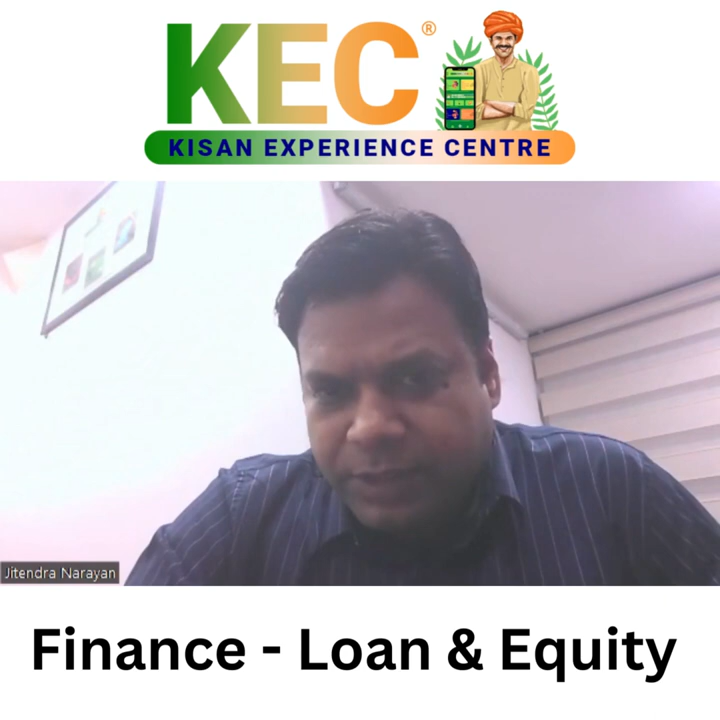 KEC®
KISAN EXPERIENCE CENTRE
Jitendra Narayan
Finance - Loan & Equity